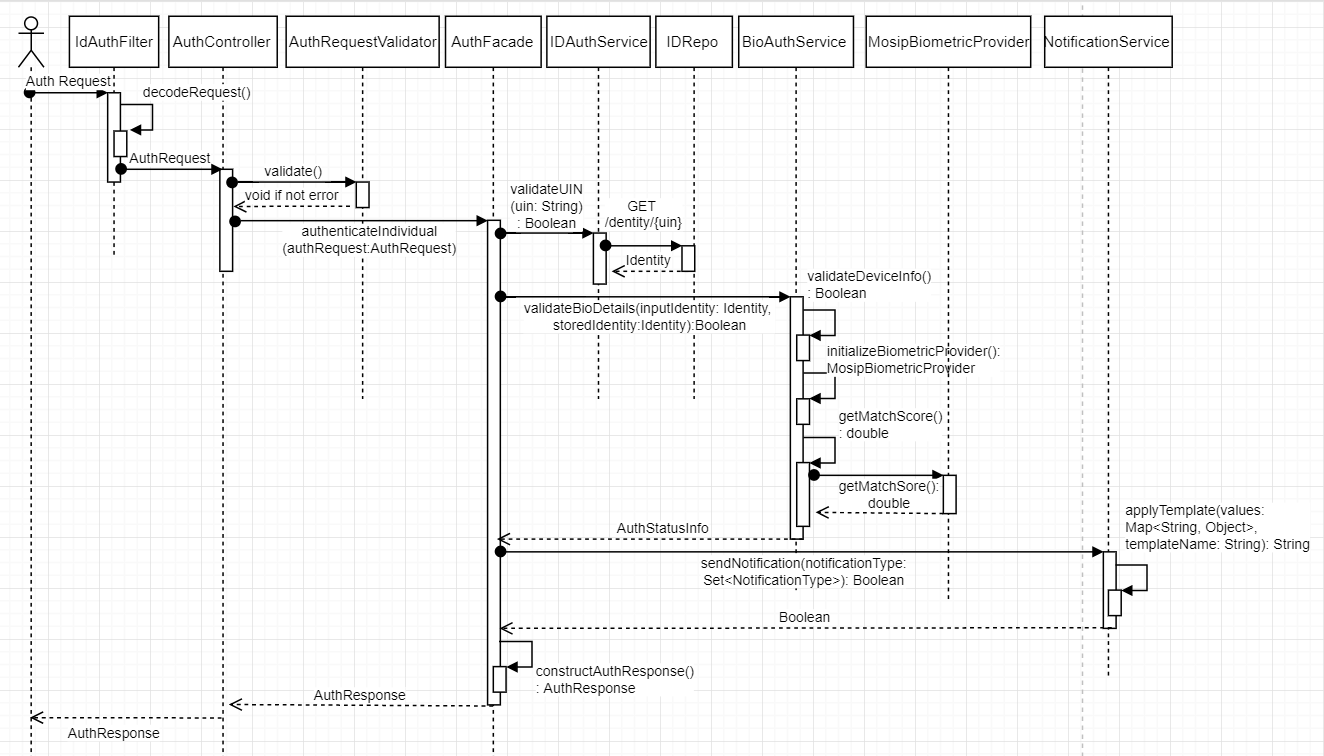 IdAuthFilter
AuthController
AuthRequestValidator
AuthFacade
IDAuthService
IDRepo
BioAuthService
MosipBiometricProvider
NotificationService
Auth Request
decodeRequest()
AuthRequest
validate()
void if not error
authenticateIndividual
(authRequest:AuthRequest)
validateUIN
(uin: String)
: Boolean
GET
/dentity/{uin}
Identity
validateDeviceInfo()
: Boolean
validateBioDetails(inputIdentity: Identity,
storedIdentity:Identity):Boolean
initializeBiometricProvider():
MosipBiometricProvider
getMatchScore()
: double
getMatchSore():
double
AuthStatusInfo
applyTemplate(values:
Map<String, Object>,
templateName: String): String
sendNotification(notificationType:
Set<NotificationType>): Boolean
Boolean
constructAuthResponse()
: AuthResponse
AuthResponse
AuthResponse